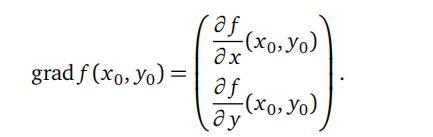 grad f (x₀, y₀) = ( ∂f/∂x (x₀, y₀)
∂f/∂y (x₀, y₀) ) .